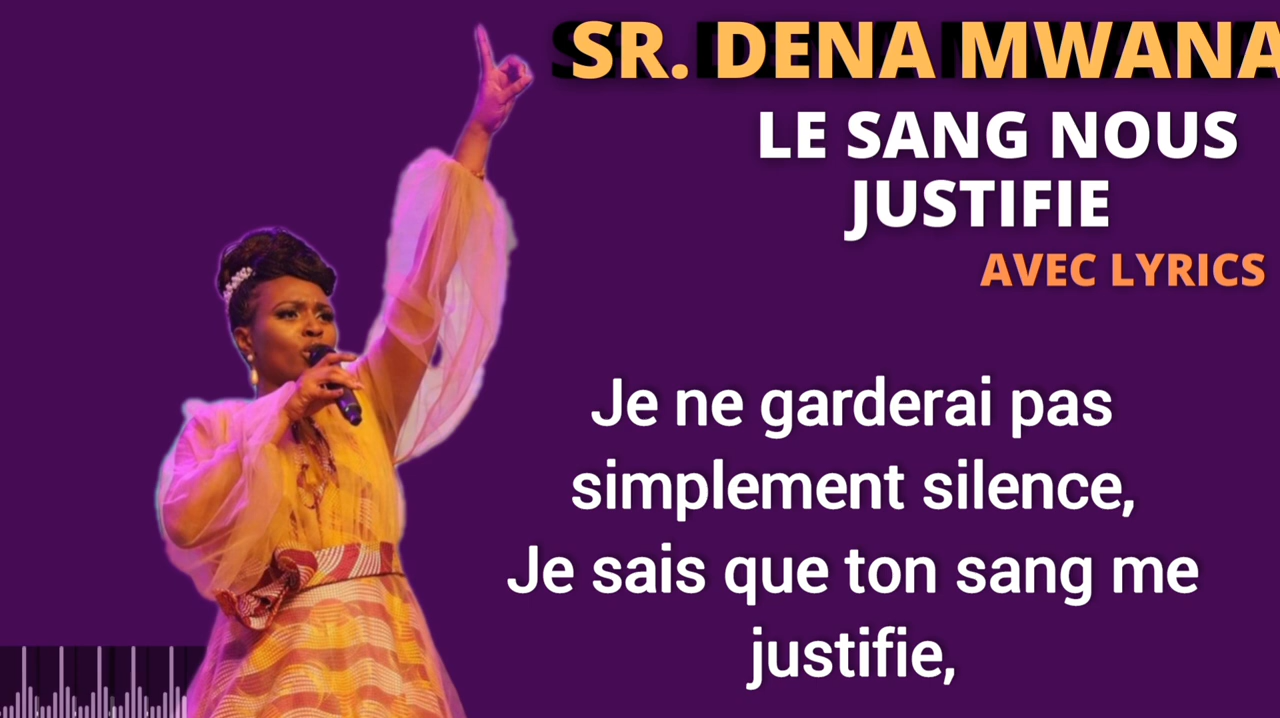 SR. DENA MWANA
LE SANG NOUS
JUSTIFIE
AVEC LYRICS
Je ne garderai pas
simplement silence,
Je sais que ton sang me
justifie,